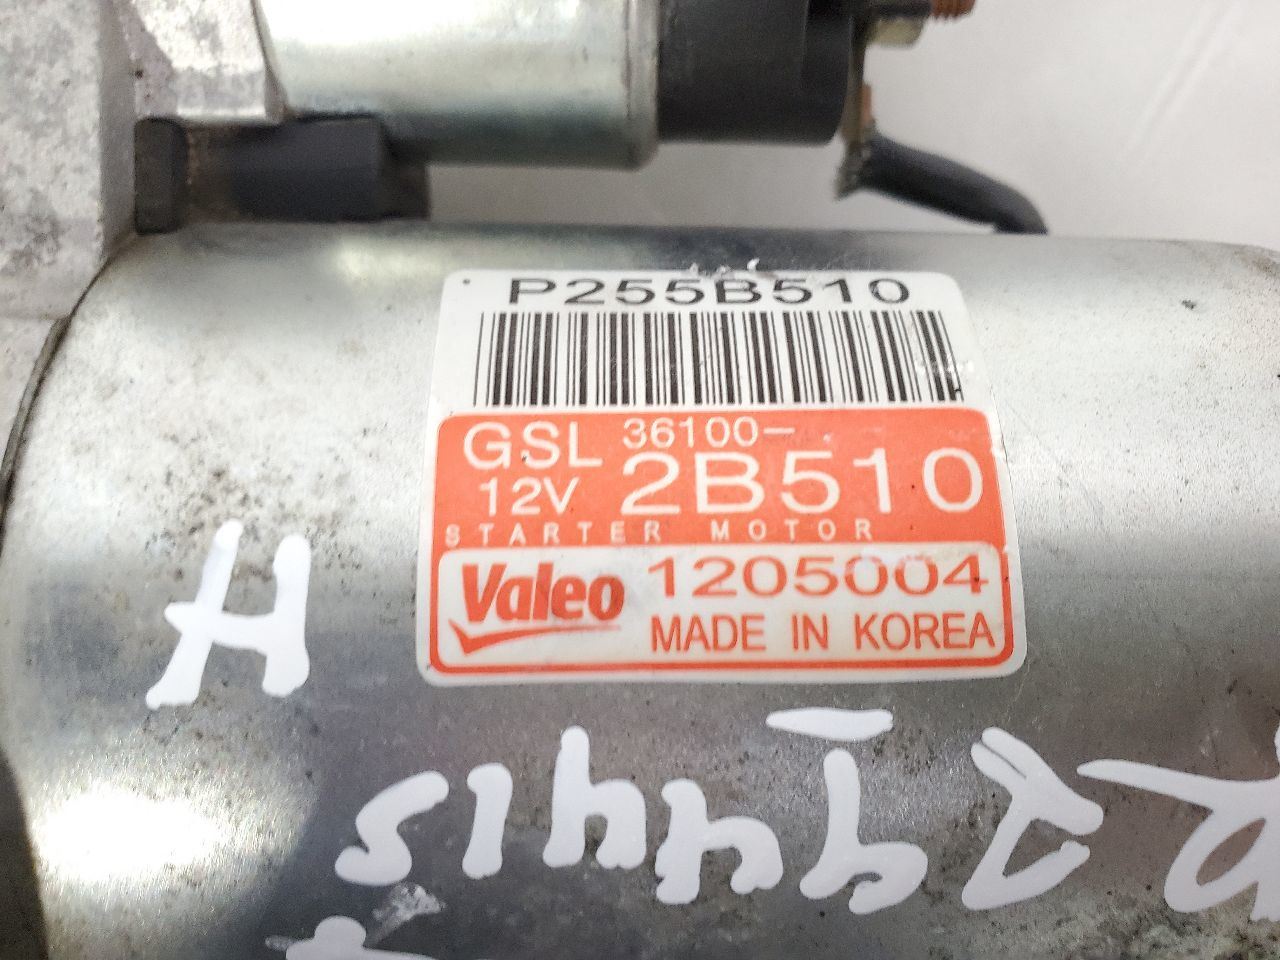 P255B510
GSL 36100-
12V 2B510
STARTER MOTOR
Valeo 1205004
MADE IN KOREA
H